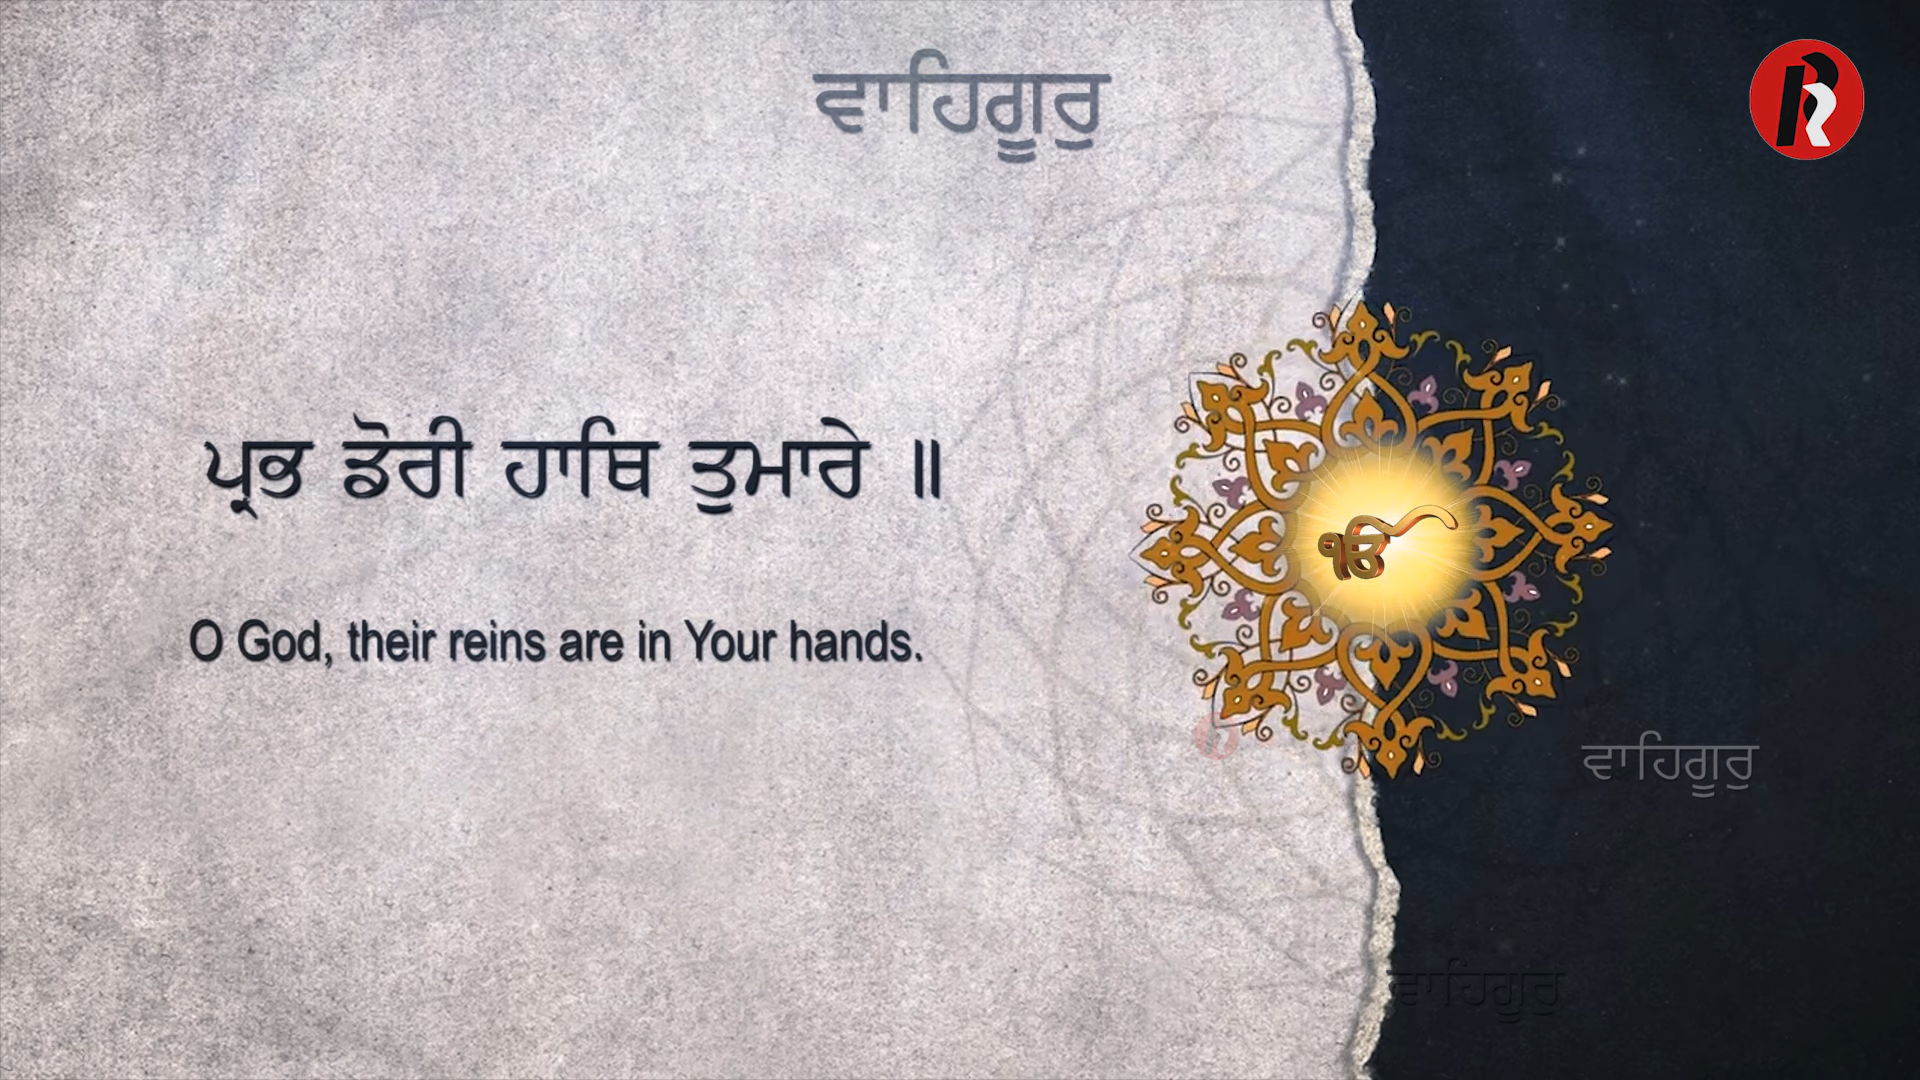 ਵਾਹਿਗੂਰੁ
ਪ੍ਰਭ ਡੋਰੀ ਹਾਥਿ ਤੁਮਾਰੇ ॥
O God, their reins are in Your hands.
ੴ
ਵਾਹਿਗੂਰੁ
ਵਾਹਿਗੂਰੁ